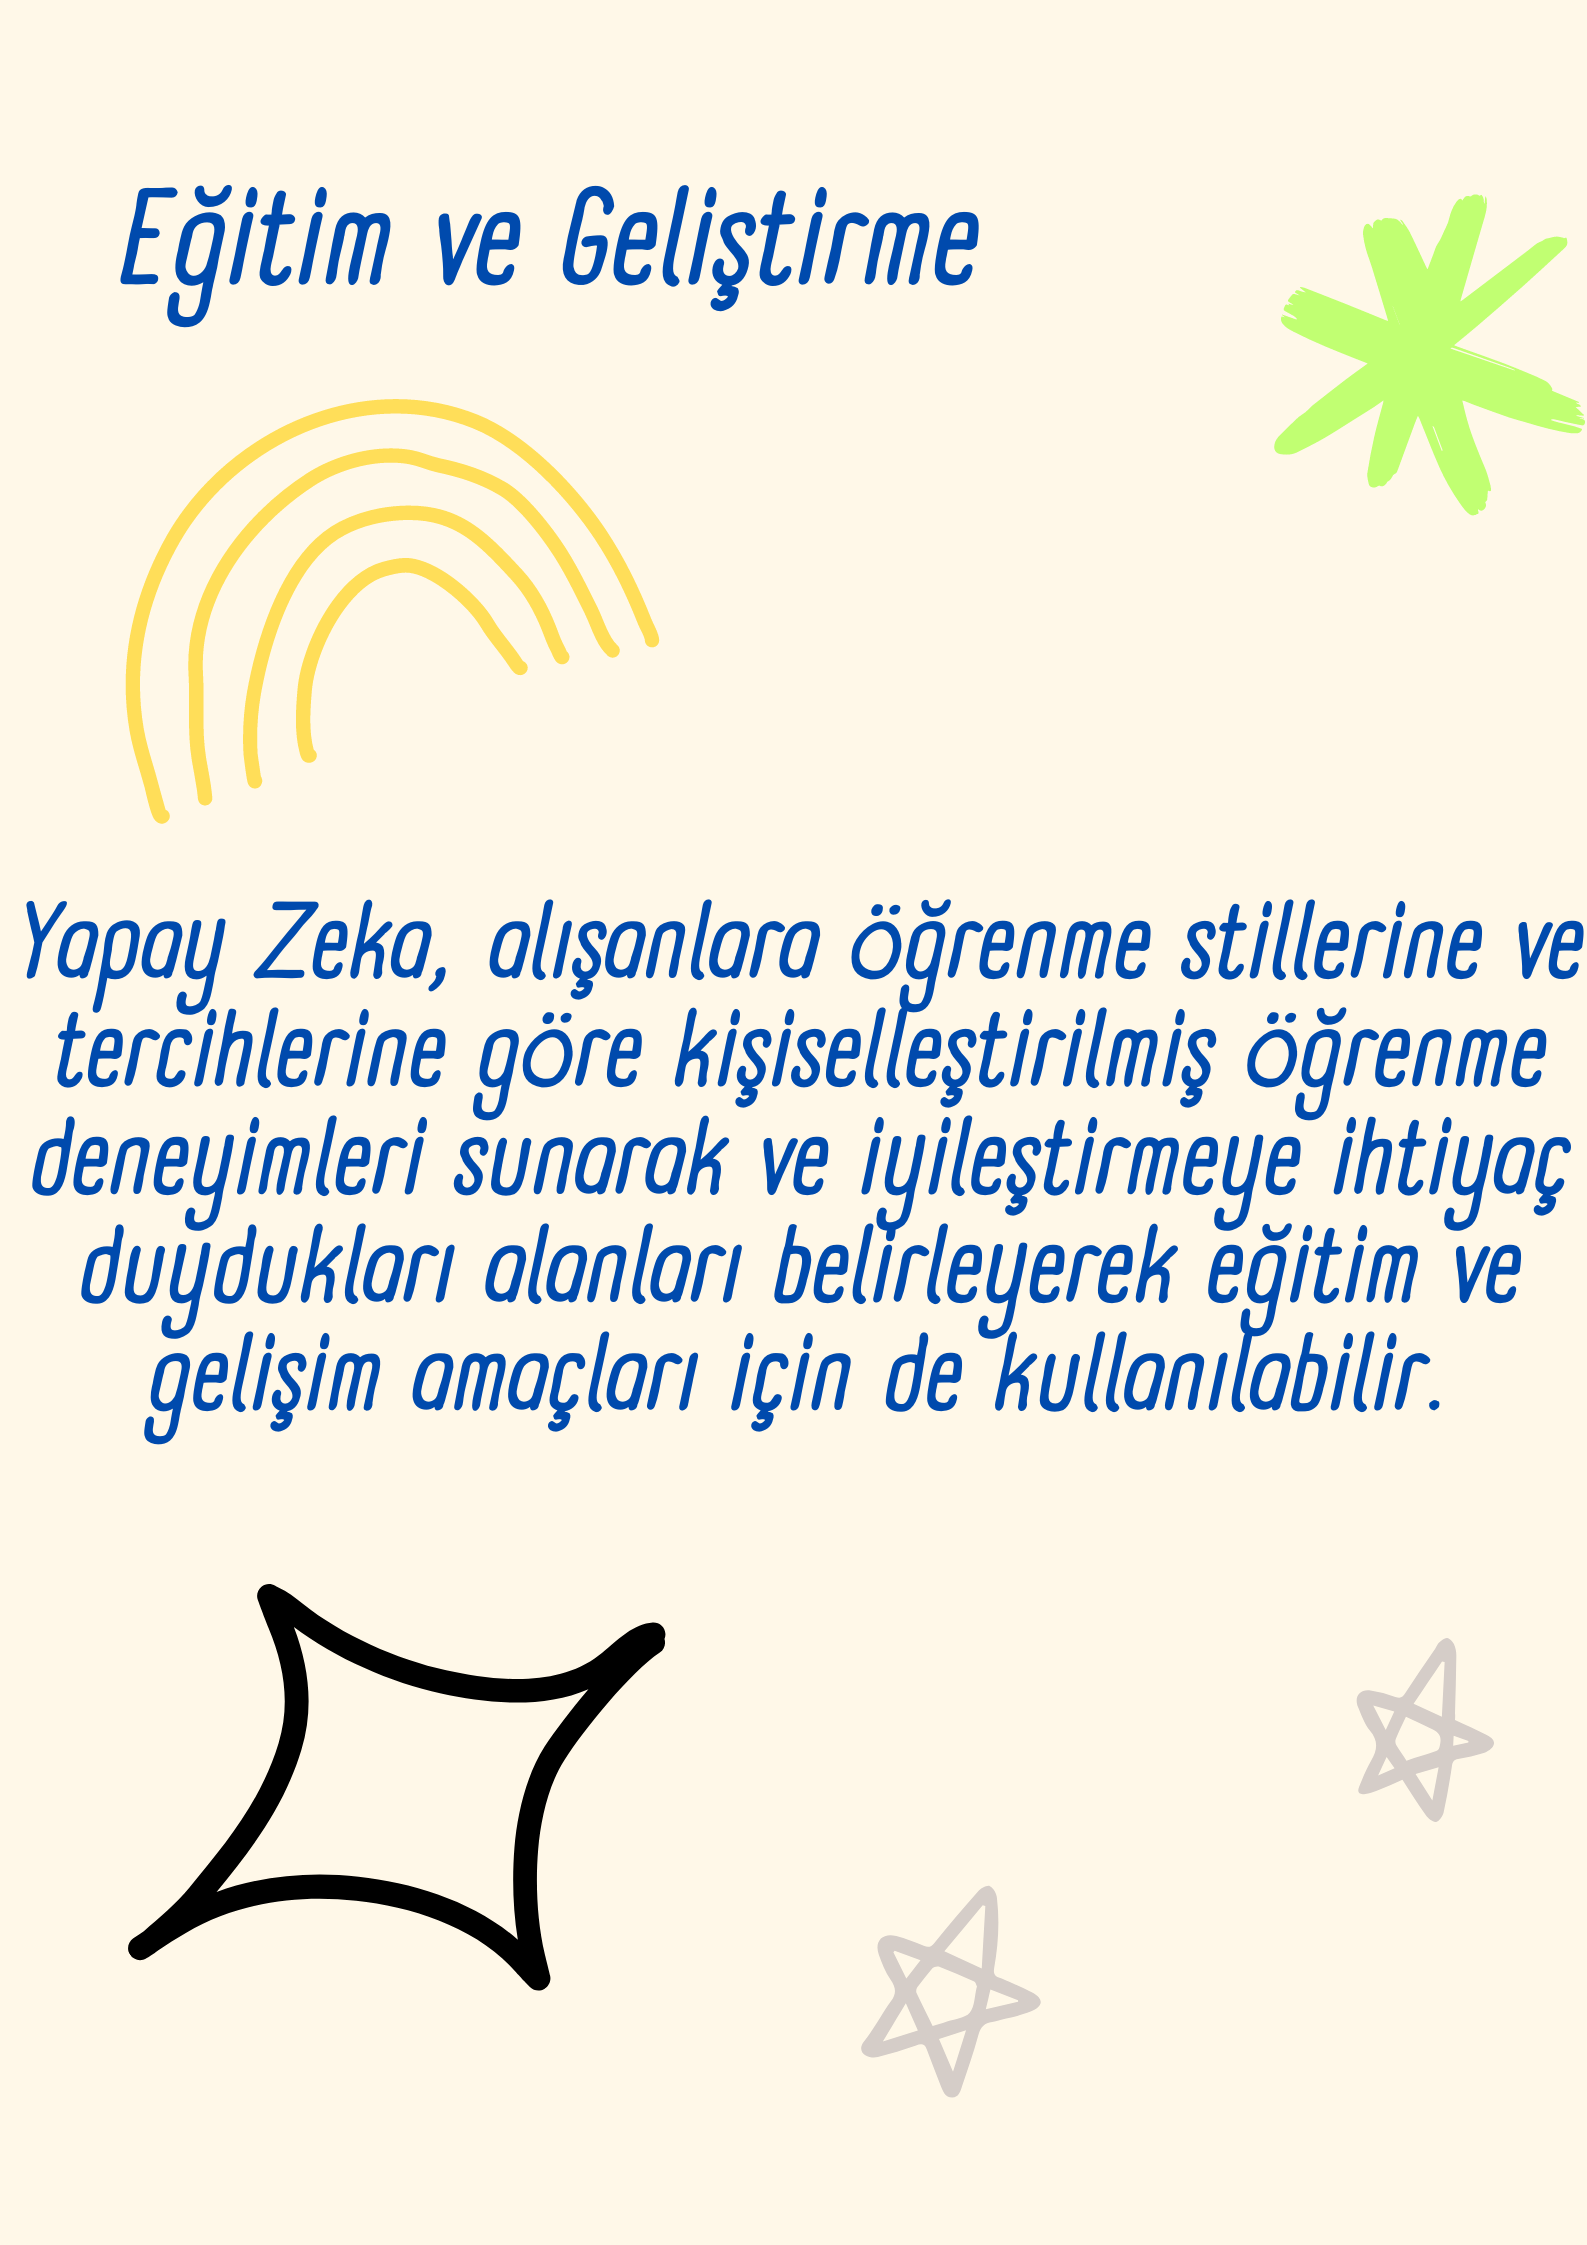 Eğitim ve Geliştirme
Yapay Zeka, alışanlara öğrenme stillerine ve
tercihlerine göre kişiselleştirilmiş öğrenme
deneyimleri sunarak ve iyileştirmeye ihtiyaç
duydukları alanları belirleyerek eğitim ve
gelişim amaçları için de kullanılabilir.